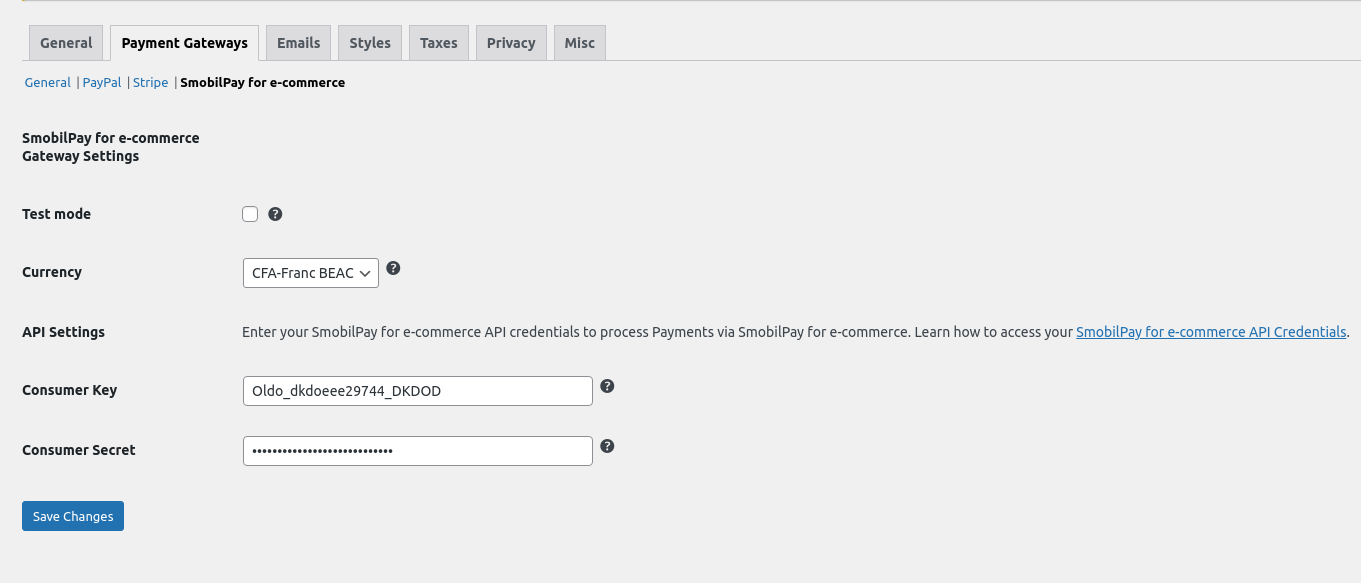 General Payment Gateways Emails Styles Taxes Privacy Misc
General | PayPal | Stripe | SmobilPay for e-commerce
SmobilPay for e-commerce
Gateway Settings
Test mode ?
Currency CFA-Franc BEAC ?
API Settings Enter your SmobilPay for e-commerce API credentials to process Payments via SmobilPay for e-commerce. Learn how to access your SmobilPay for e-commerce API Credentials.
Consumer Key Oldo_dkdoeee29744_DKDOD ?
Consumer Secret •••••••••••••••••••••••••••• ?
Save Changes